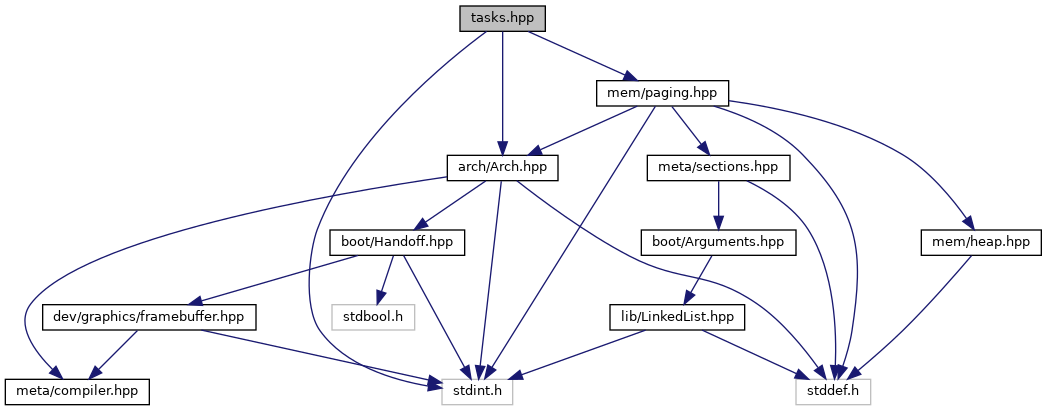 tasks.hpp
mem/paging.hpp
arch/Arch.hpp
meta/sections.hpp
boot/Handoff.hpp
boot/Arguments.hpp
mem/heap.hpp
dev/graphics/framebuffer.hpp
stdbool.h
lib/LinkedList.hpp
meta/compiler.hpp
stdint.h
stddef.h